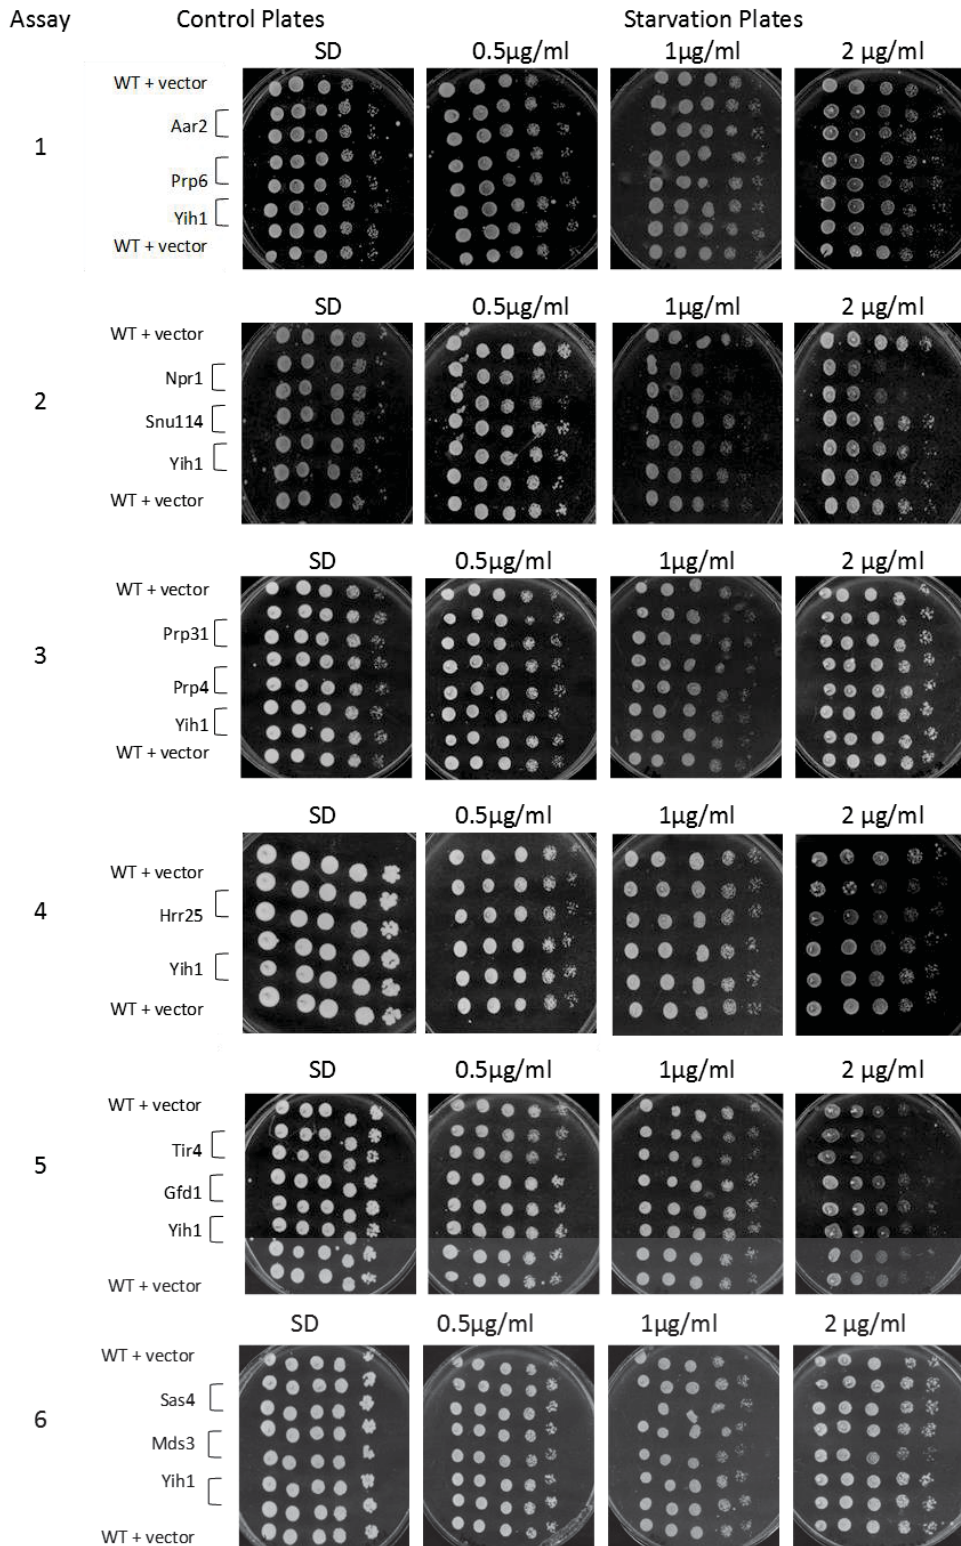 Assay Control Plates Starvation Plates
SD 0.5µg/ml 1µg/ml 2 µg/ml
WT + vector
Aar2
1
Prp6
Yih1
WT + vector
SD 0.5µg/ml 1µg/ml 2 µg/ml
WT + vector
Npr1
2
Snu114
Yih1
WT + vector
SD 0.5µg/ml 1µg/ml 2 µg/ml
WT + vector
Prp31
3
Prp4
Yih1
WT + vector
SD 0.5µg/ml 1µg/ml 2 µg/ml
WT + vector
4
Hrr25
Yih1
WT + vector
SD 0.5µg/ml 1µg/ml 2 µg/ml
WT + vector
Tir4
5
Gfd1
Yih1
WT + vector
SD 0.5µg/ml 1µg/ml 2 µg/ml
WT + vector
Sas4
6
Mds3
Yih1
WT + vector